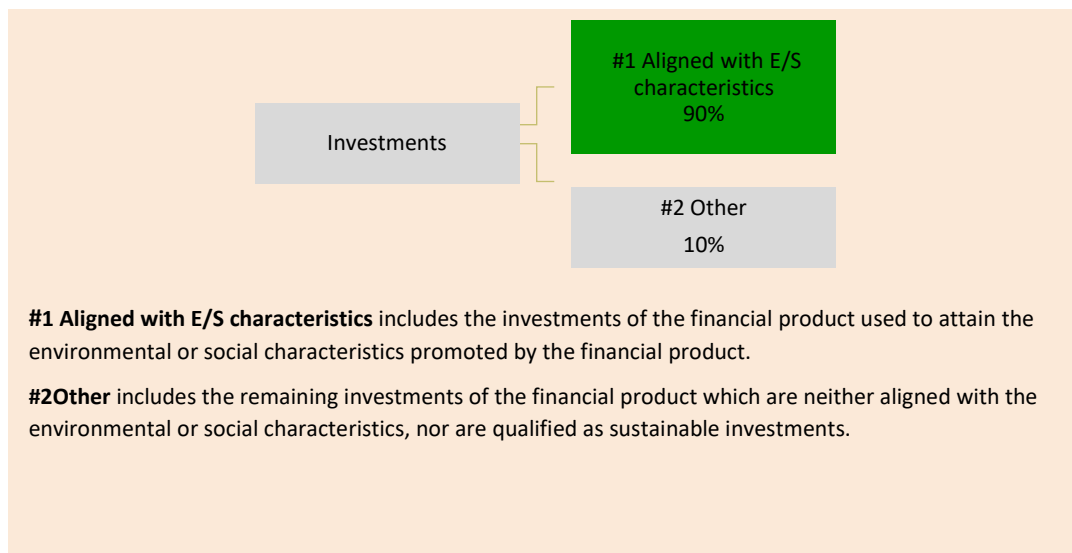 #1 Aligned with E/S
characteristics
90%
Investments
#2 Other
10%
#1 Aligned with E/S characteristics includes the investments of the financial product used to attain the
environmental or social characteristics promoted by the financial product.
#2Other includes the remaining investments of the financial product which are neither aligned with the
environmental or social characteristics, nor are qualified as sustainable investments.